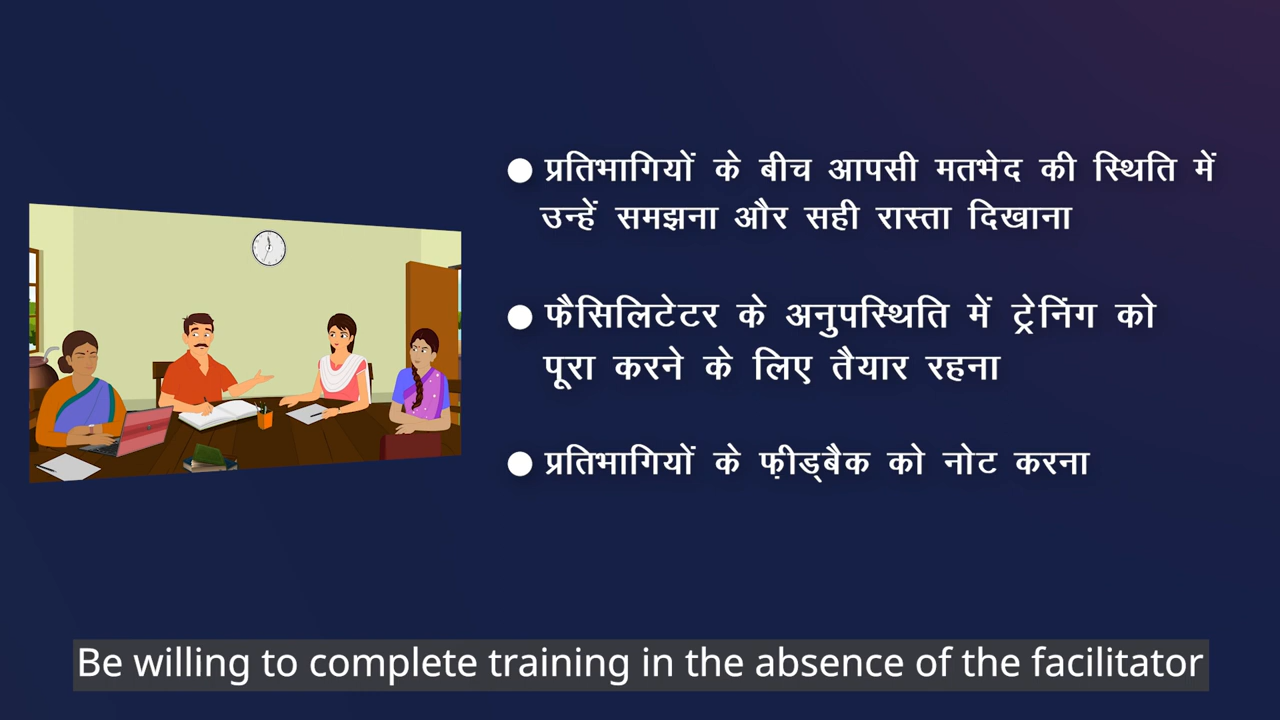 ● प्रतिभागियों के बीच आपसी मतभेद की स्थिति में
उन्हें समझना और सही रास्ता दिखाना
● फैसिलिटेटर के अनुपस्थिति में ट्रेनिंग को
पूरा करने के लिए तैयार रहना
● प्रतिभागियों के फ़ीड्बैक को नोट करना
Be willing to complete training in the absence of the facilitator